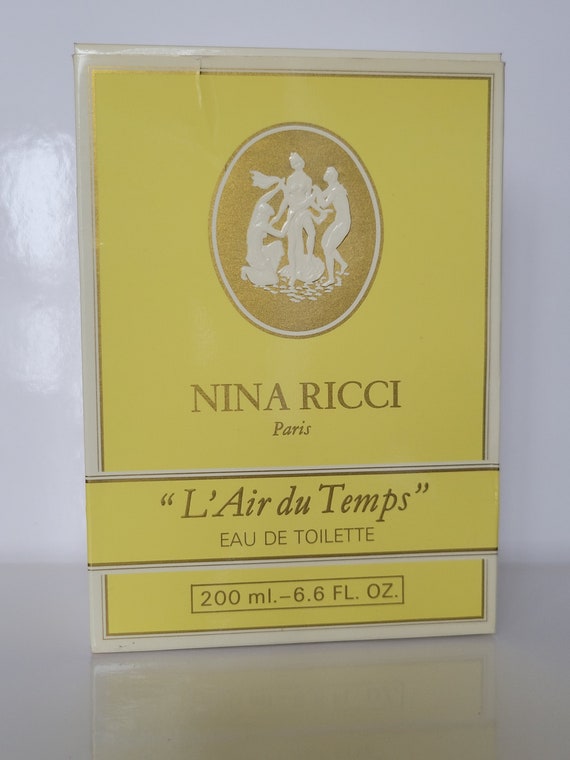 NINA RICCI
Paris
“L'Air du Temps”
EAU DE TOILETTE
200 ml.–6.6 FL. OZ.